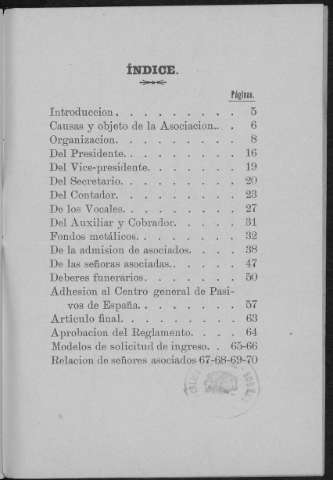 ÍNDICE.
Páginas.
Introduccion. . . . . . . . . 5
Causas y objeto de la Asociacion.. . 6
Organizacion. . . . . . . . . 8
Del Presidente. . . . . . . . . 16
Del Vice-presidente. . . . . . . 19
Del Secretario. . . . . . . . . 20
Del Contador. . . . . . . . . 23
De los Vocales. . . . . . . . . 27
Del Auxiliar y Cobrador. . . . . . 31
Fondos metálicos. . . . . . . . 32
De la admision de asociados. . . . 38
De las señoras asociadas.. . . . . 47
Deberes funerarios. . . . . . . 50
Adhesion al Centro general de Pasi-
vos de España. . . . . . . . 57
Artículo final. . . . . . . . . 63
Aprobacion del Reglamento. . . . 64
Modelos de solicitud de ingreso. . 65-66
Relacion de señores asociados 67-68-69-70